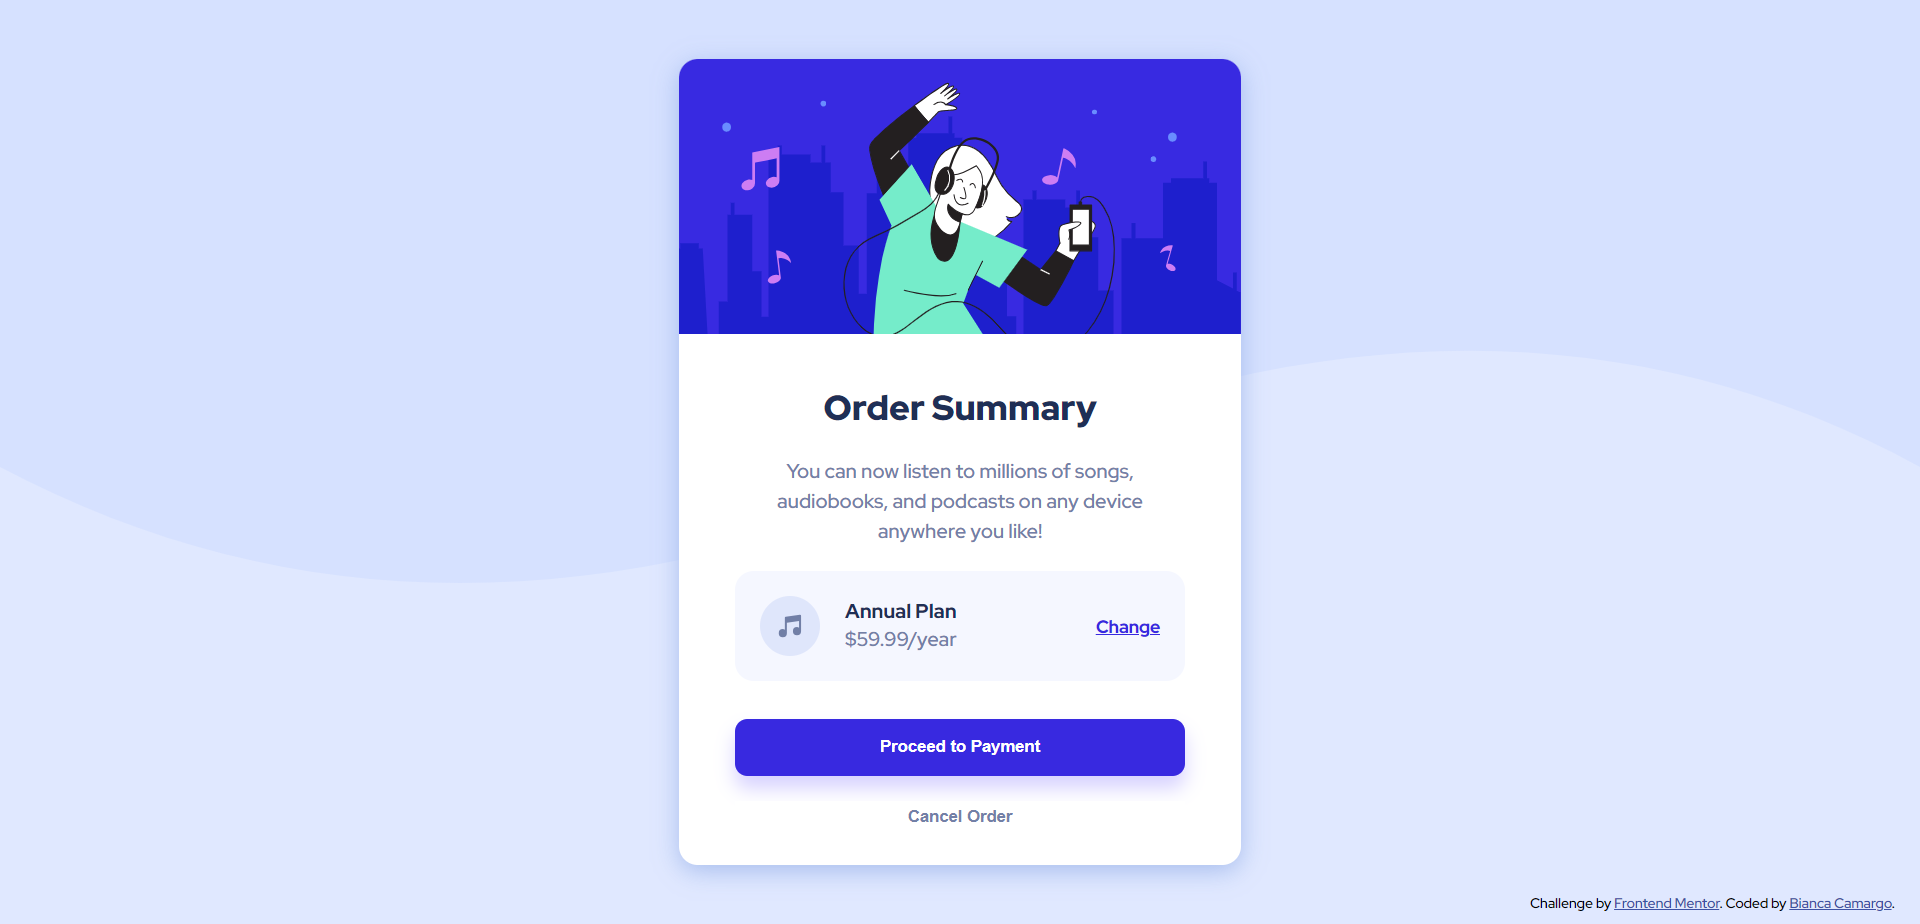 Order Summary
You can now listen to millions of songs,
audiobooks, and podcasts on any device
anywhere you like!
Annual Plan
$59.99/year
Change
Proceed to Payment
Cancel Order
Challenge by Frontend Mentor. Coded by Bianca Camargo.